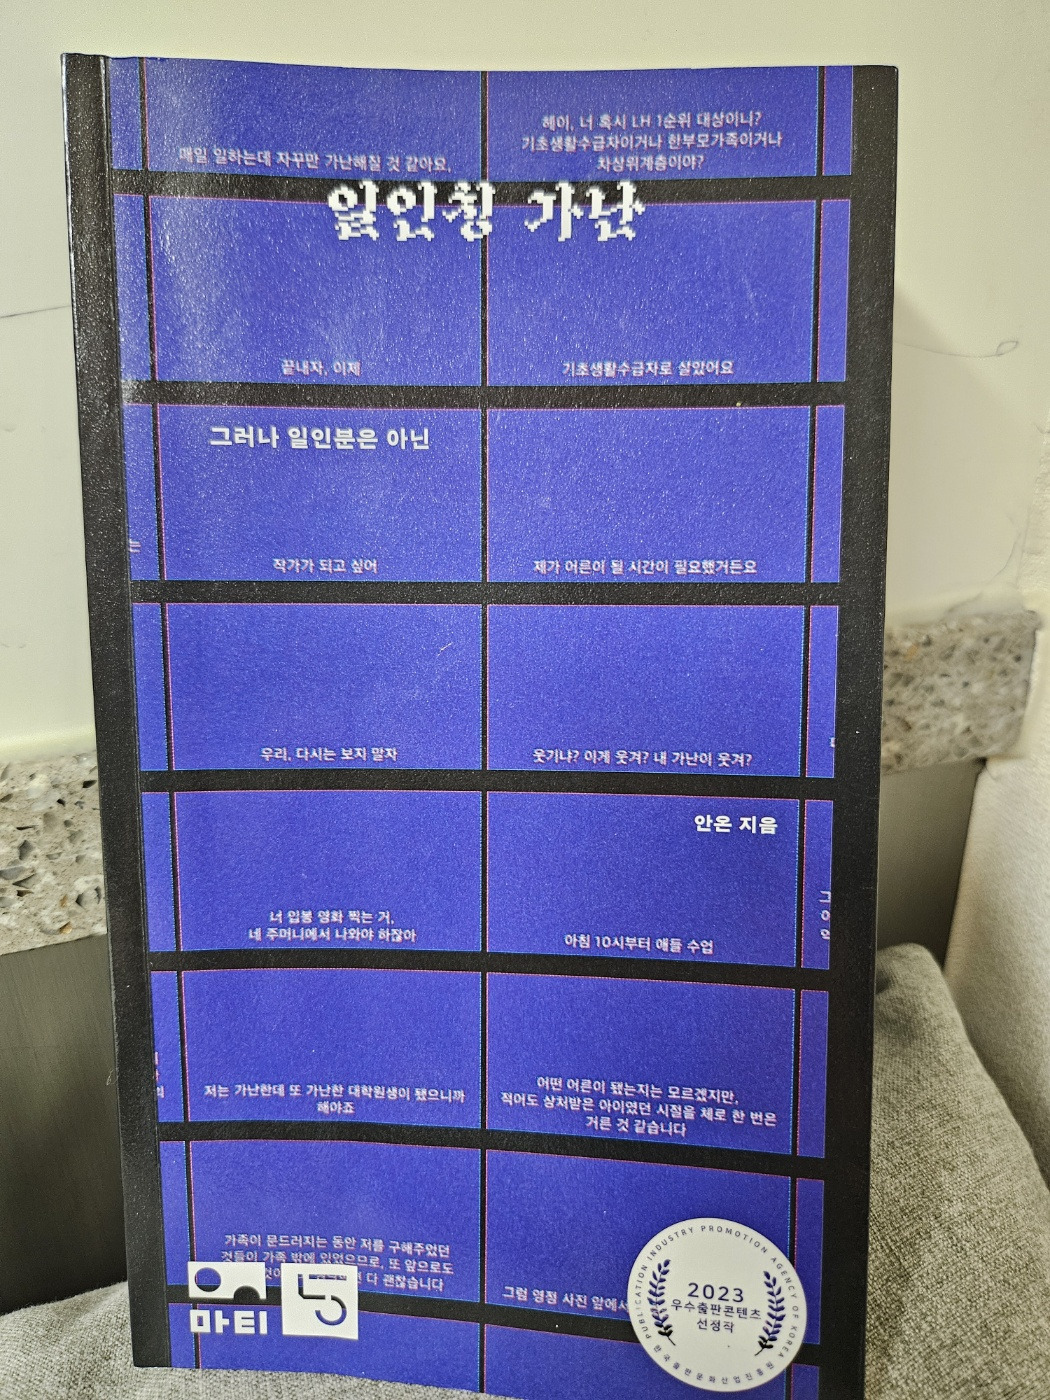 매일 일하는데 자꾸만 가난해질 것 같아요.
헤이, 너 혹시 LH 1순위 대상이니?
기초생활수급자이거나 한부모가족이거나
차상위계층이야?
일인칭 가난
끝내자, 이제
기초생활수급자로 살았어요
그러나 일인분은 아닌
는
작가가 되고 싶어
제가 어른이 될 시간이 필요했거든요
우리, 다시는 보지 말자
웃기냐? 이게 웃겨? 내 가난이 웃겨?
안온 지음
너 입봉 영화 찍는 거,
네 주머니에서 나와야 하잖아
아침 10시부터 애들 수업
저는 가난한데 또 가난한 대학원생이 됐으니까
해야죠
어떤 어른이 됐는지는 모르겠지만,
적어도 상처받은 아이였던 시절을 체로 한 번은
거른 것 같습니다
가족이 문드러지는 동안 저를 구해주었던
것들이 가족 밖에 있었으므로, 또 앞으로도
다 괜찮습니다
그럼 영정 사진 앞에서
마티
PUBLICATION INDUSTRY PROMOTION AGENCY OF KOREA
2023
우수출판콘텐츠
선정작
한국출판문화산업진흥원